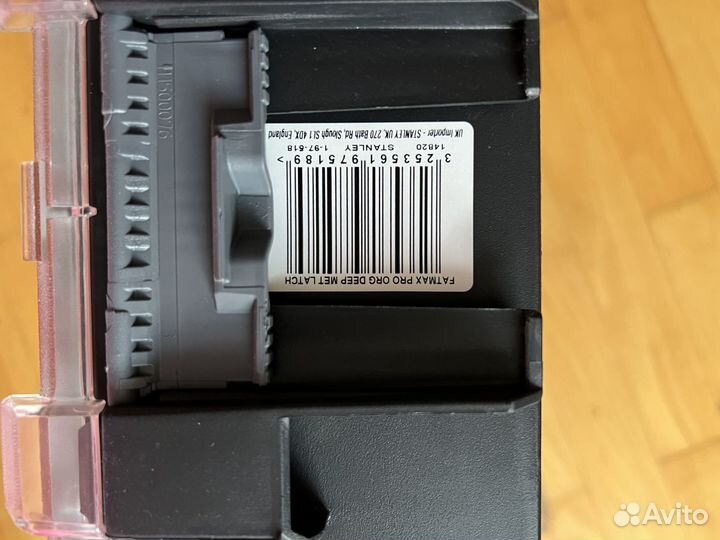 FATMAX PRO ORG DEEP MET LATCH
3 253561 975189 >
14820 STANLEY 1-97-518
UK Importer - STANLEY UK, 270 Bath Rd, Slough SL1 4DX, England
Avito